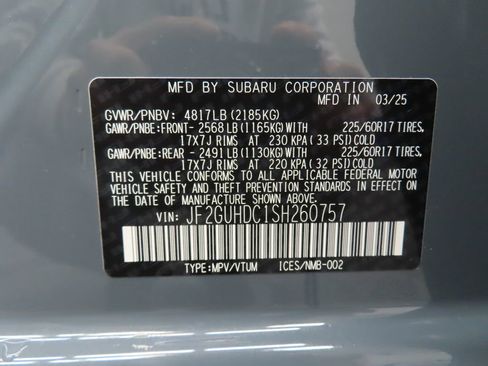 MFD BY SUBARU CORPORATION
IN 03/25
GVWR/PNBV: 4817LB(2185KG)
GAWR/PNBE:FRONT- 2568LB(1165KG)WITH 225/60R17 TIRES,
17X7J RIMS AT 230 KPA(33 PSI)COLD
GAWR/PNBE:REAR - 2491LB(1130KG)WITH 225/60R17 TIRES,
17X7J RIMS AT 220 KPA(32 PSI)COLD
THIS VEHICLE CONFORMS TO ALL APPLICABLE FEDERAL MOTOR
VEHICLE SAFETY AND THEFT PREVENTION STANDARDS IN EFFECT
ON THE DATE OF MANUFACTURE SHOWN ABOVE.
VIN: JF2GUHDC1SH260757
TYPE:MPV/VTUM ICES/NMB-002